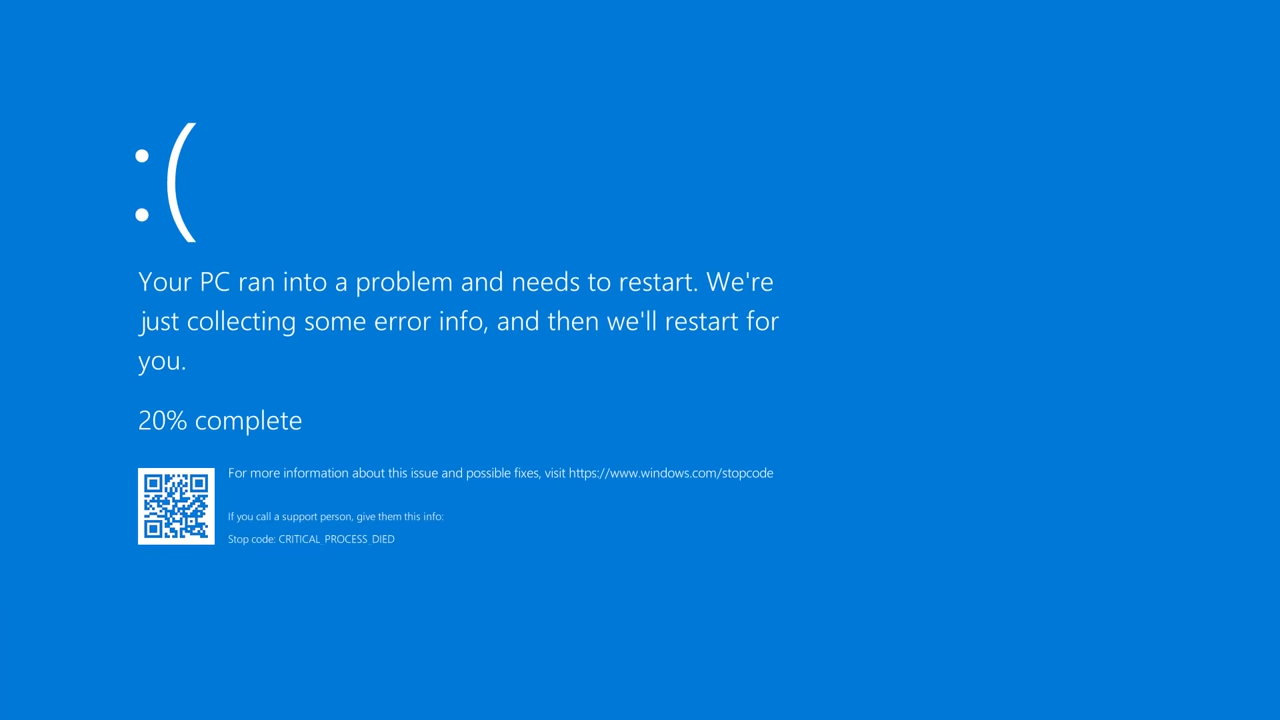 :(
Your PC ran into a problem and needs to restart. We're
just collecting some error info, and then we'll restart for
you.
20% complete
For more information about this issue and possible fixes, visit https://www.windows.com/stopcode
If you call a support person, give them this info:
Stop code: CRITICAL_PROCESS_DIED